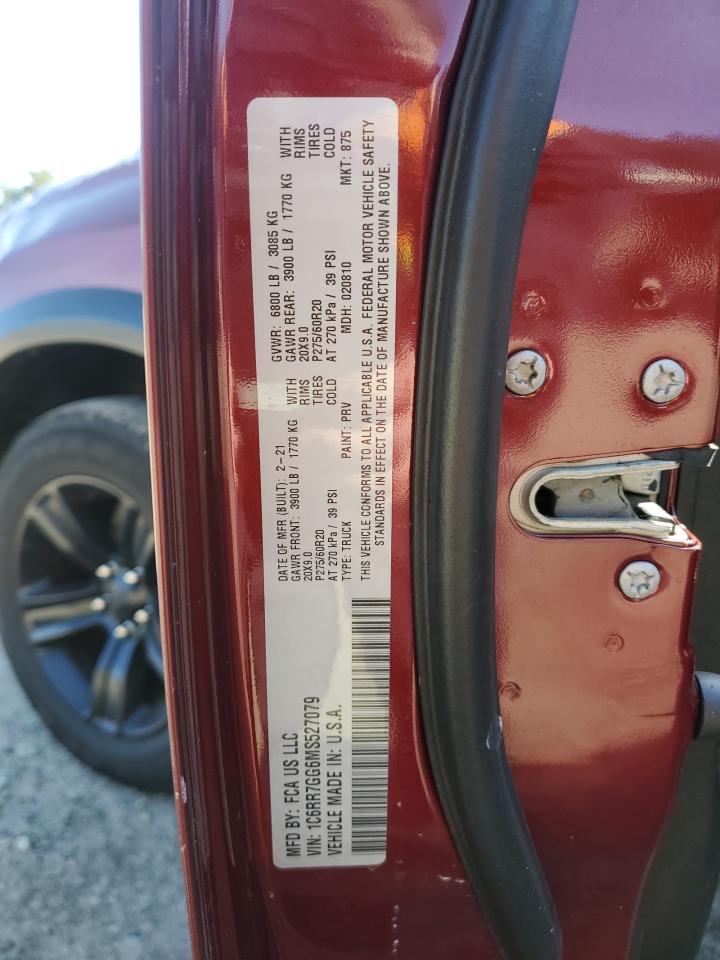 MFD BY: FCA US LLC
VIN: 1C6RR7GG6MS527079
VEHICLE MADE IN: U.S.A.
DATE OF MFR (BUILT): 2-21 GVWR: 6800 LB / 3085 KG
GAWR FRONT: 3900 LB / 1770 KG WITH GAWR REAR: 3900 LB / 1770 KG WITH
20X9.0 RIMS 20X9.0 RIMS
P275/60R20 TIRES P275/60R20 TIRES
AT 270 kPa / 39 PSI COLD AT 270 kPa / 39 PSI COLD
TYPE: TRUCK PAINT: PRV MDH: 020810 MKT: 875
THIS VEHICLE CONFORMS TO ALL APPLICABLE U.S.A. FEDERAL MOTOR VEHICLE SAFETY
STANDARDS IN EFFECT ON THE DATE OF MANUFACTURE SHOWN ABOVE.